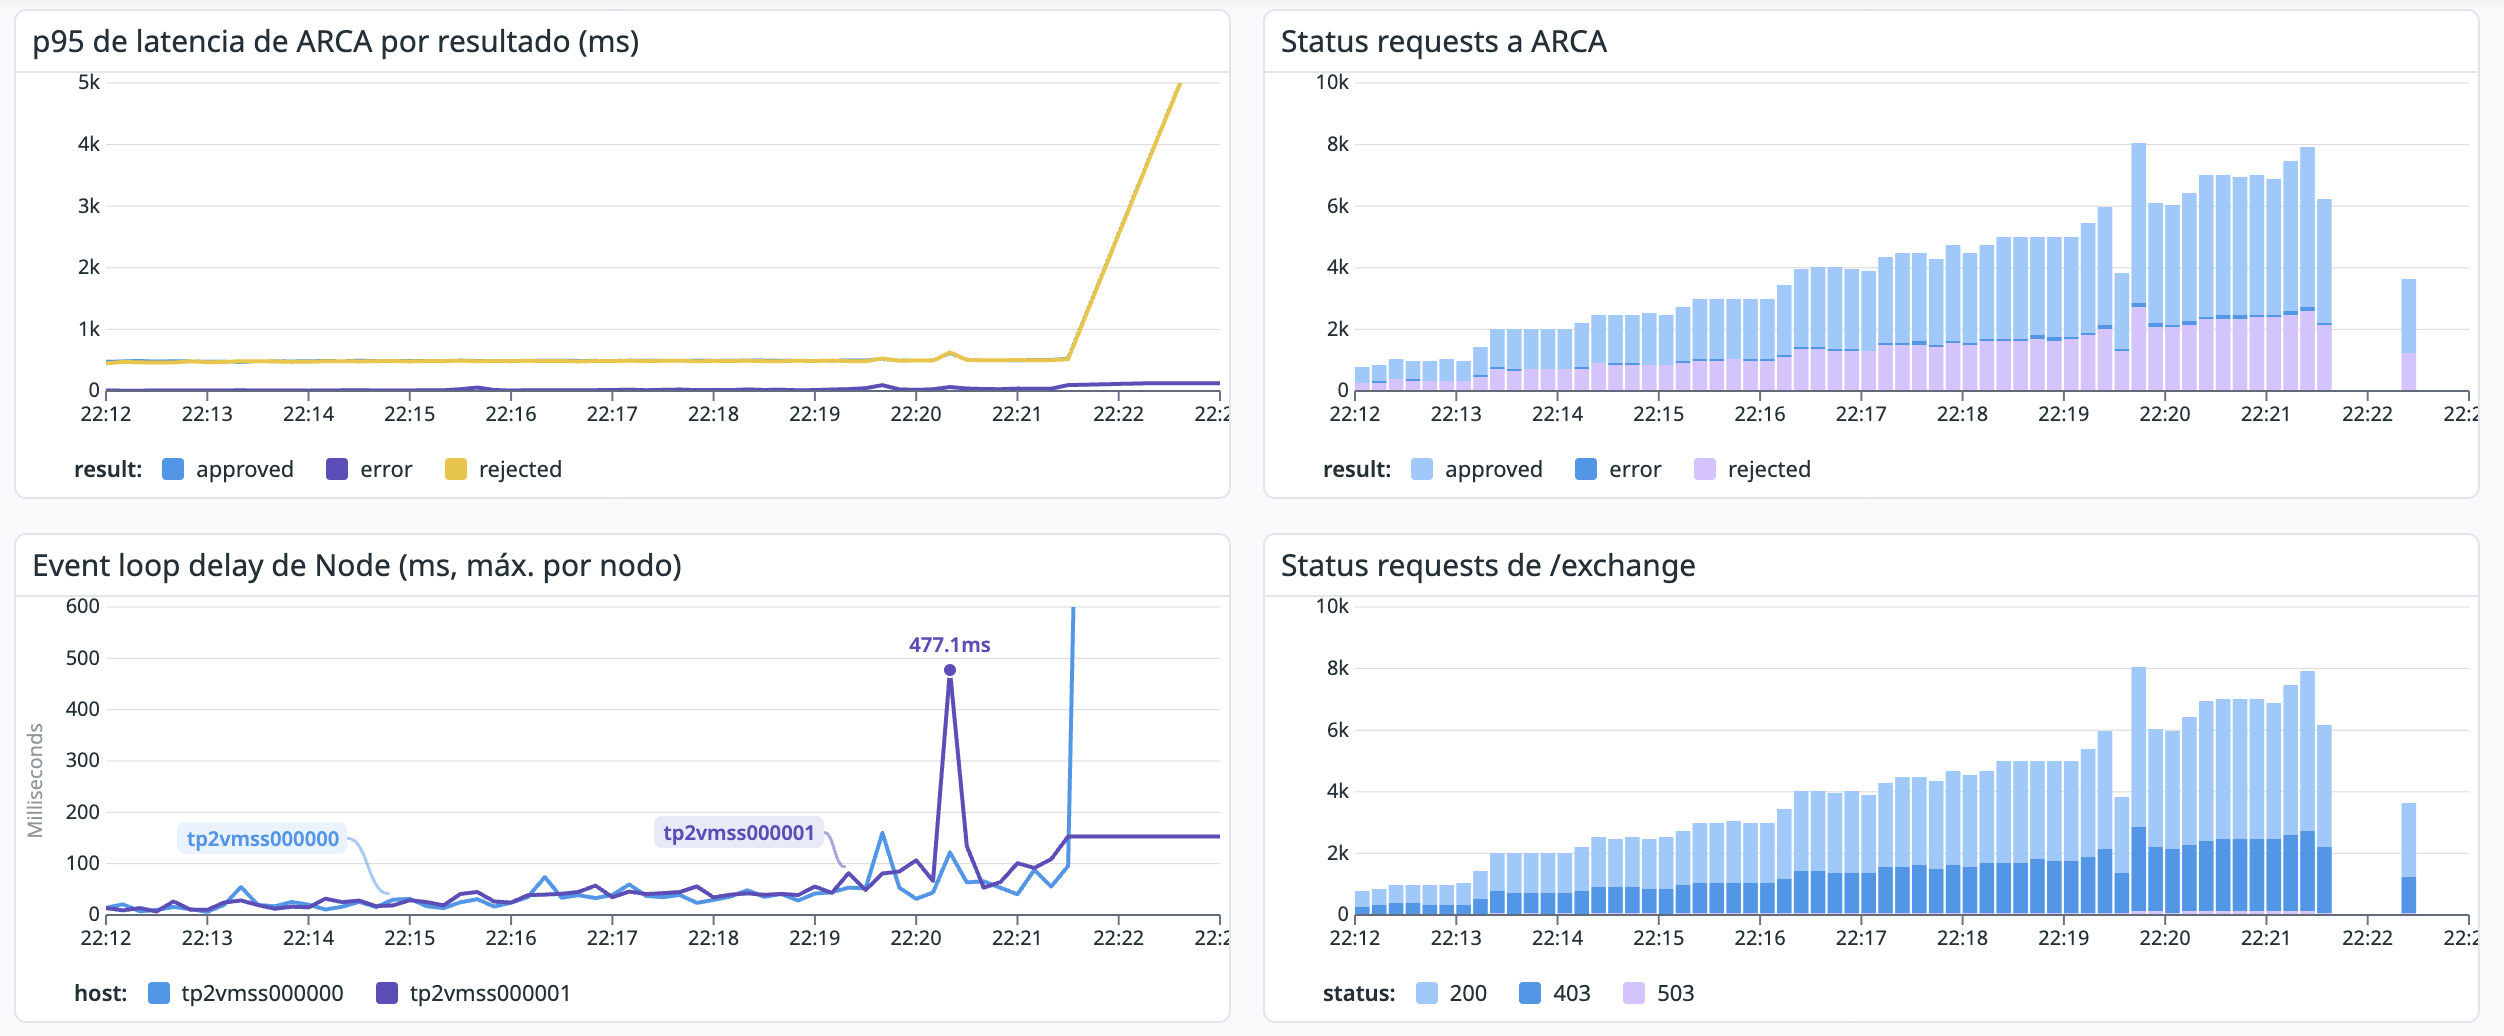 p95 de latencia de ARCA por resultado (ms)
5k
4k
3k
2k
1k
0
22:12 22:13 22:14 22:15 22:16 22:17 22:18 22:19 22:20 22:21 22:22 22:2
result: approved error rejected
Status requests a ARCA
10k
8k
6k
4k
2k
0
22:12 22:13 22:14 22:15 22:16 22:17 22:18 22:19 22:20 22:21 22:22 22:2
result: approved error rejected
Event loop delay de Node (ms, máx. por nodo)
Milliseconds
600
500
400
300
200
100
0
477.1ms
tp2vmss000000
tp2vmss000001
22:12 22:13 22:14 22:15 22:16 22:17 22:18 22:19 22:20 22:21 22:22 22:2
host: tp2vmss000000 tp2vmss000001
Status requests de /exchange
10k
8k
6k
4k
2k
0
22:12 22:13 22:14 22:15 22:16 22:17 22:18 22:19 22:20 22:21 22:22 22:2
status: 200 403 503